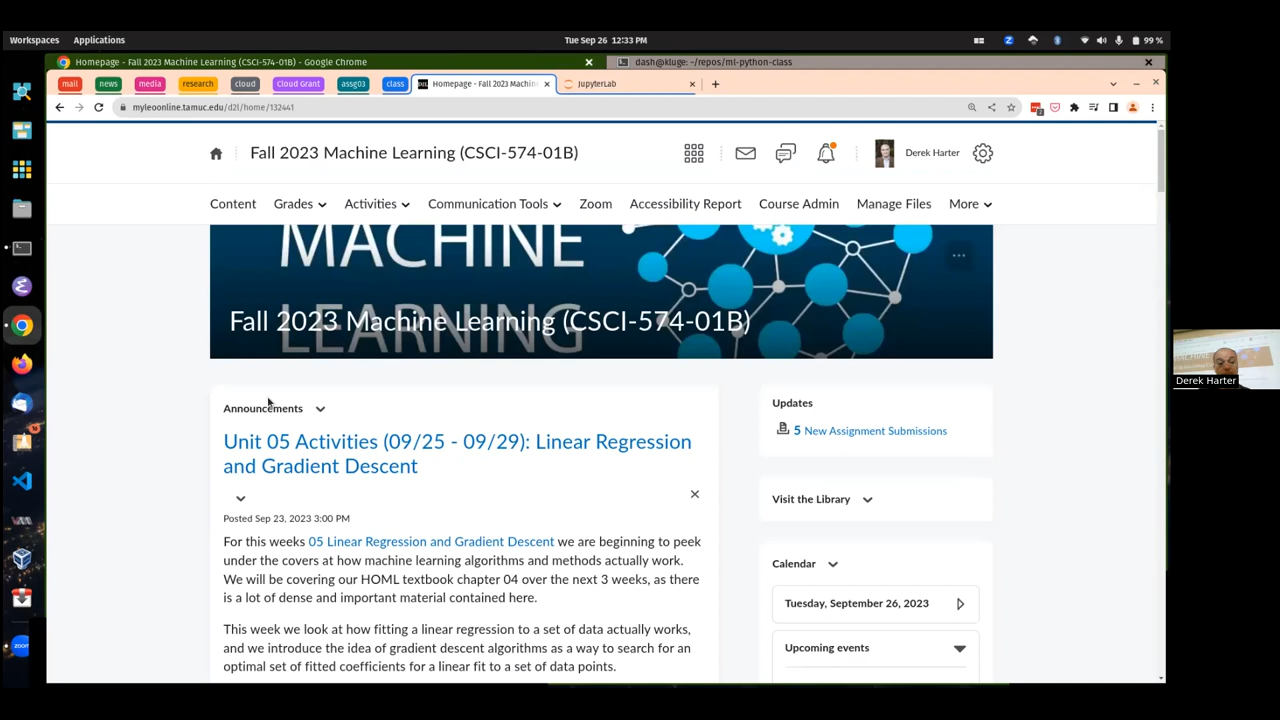 Workspaces Applications Tue Sep 26 12:33 PM 99 %
Homepage - Fall 2023 Machine Learning (CSCI-574-01B) - Google Chrome dash@kluge: ~/repos/ml-python-class
mail news media research cloud Cloud Grant assg03 class Homepage - Fall 2023 Machin JupyterLab
myleoonline.tamuc.edu/d2l/home/132441
Fall 2023 Machine Learning (CSCI-574-01B) Derek Harter
Content Grades Activities Communication Tools Zoom Accessibility Report Course Admin Manage Files More
MACHINE
LEARNING
Fall 2023 Machine Learning (CSCI-574-01B)
Announcements
Unit 05 Activities (09/25 - 09/29): Linear Regression
and Gradient Descent
Posted Sep 23, 2023 3:00 PM
For this weeks 05 Linear Regression and Gradient Descent we are beginning to peek
under the covers at how machine learning algorithms and methods actually work.
We will be covering our HOML textbook chapter 04 over the next 3 weeks, as there
is a lot of dense and important material contained here.
This week we look at how fitting a linear regression to a set of data actually works,
and we introduce the idea of gradient descent algorithms as a way to search for an
optimal set of fitted coefficients for a linear fit to a set of data points.
Updates
5 New Assignment Submissions
Visit the Library
Calendar
Tuesday, September 26, 2023
Upcoming events
zoom
Derek Harter